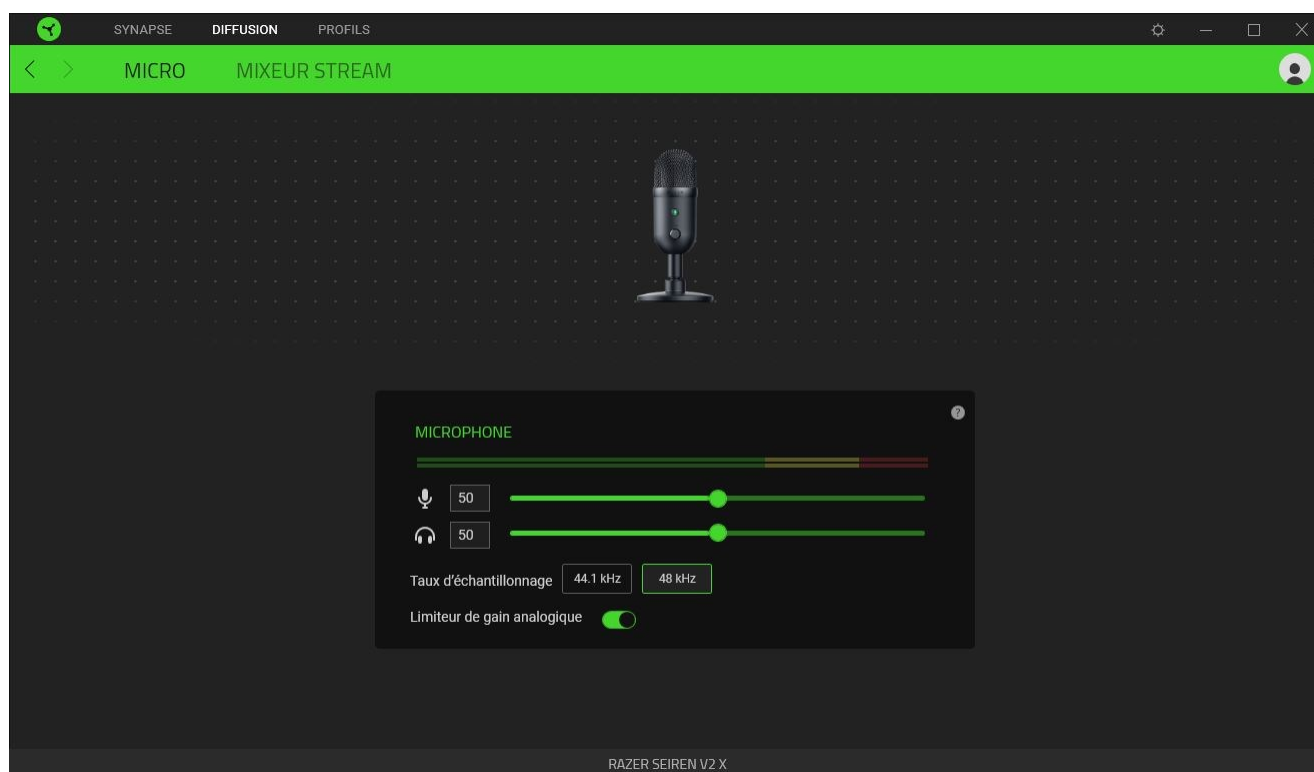 SYNAPSE DIFFUSION PROFILS
MICRO MIXEUR STREAM
?
MICROPHONE
50
50
Taux d'échantillonnage 44.1 kHz 48 kHz
Limiteur de gain analogique
RAZER SEIREN V2 X